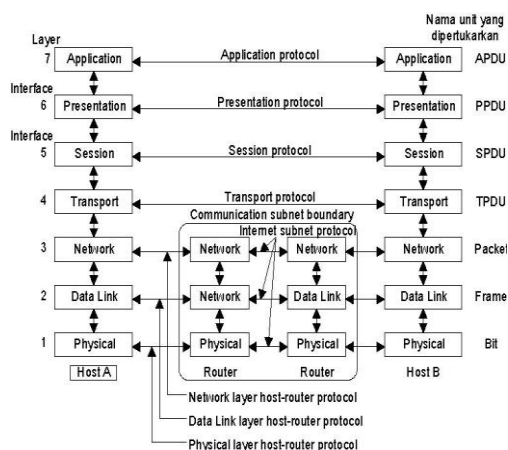 Nama unit yang
dipertukarkan
Layer
7 Application Application protocol Application APDU
Interface
6 Presentation Presentation protocol Presentation PPDU
Interface
5 Session Session protocol Session SPDU
4 Transport Transport protocol Transport TPDU
Communication subnet boundary
Internet subnet protocol
3 Network Network Network Network Packet
2 Data Link Network Data Link Data Link Frame
1 Physical Physical Physical Physical Bit
Host A Router Router Host B
Network layer host-router protocol
Data Link layer host-router protocol
Physical layer host-router protocol